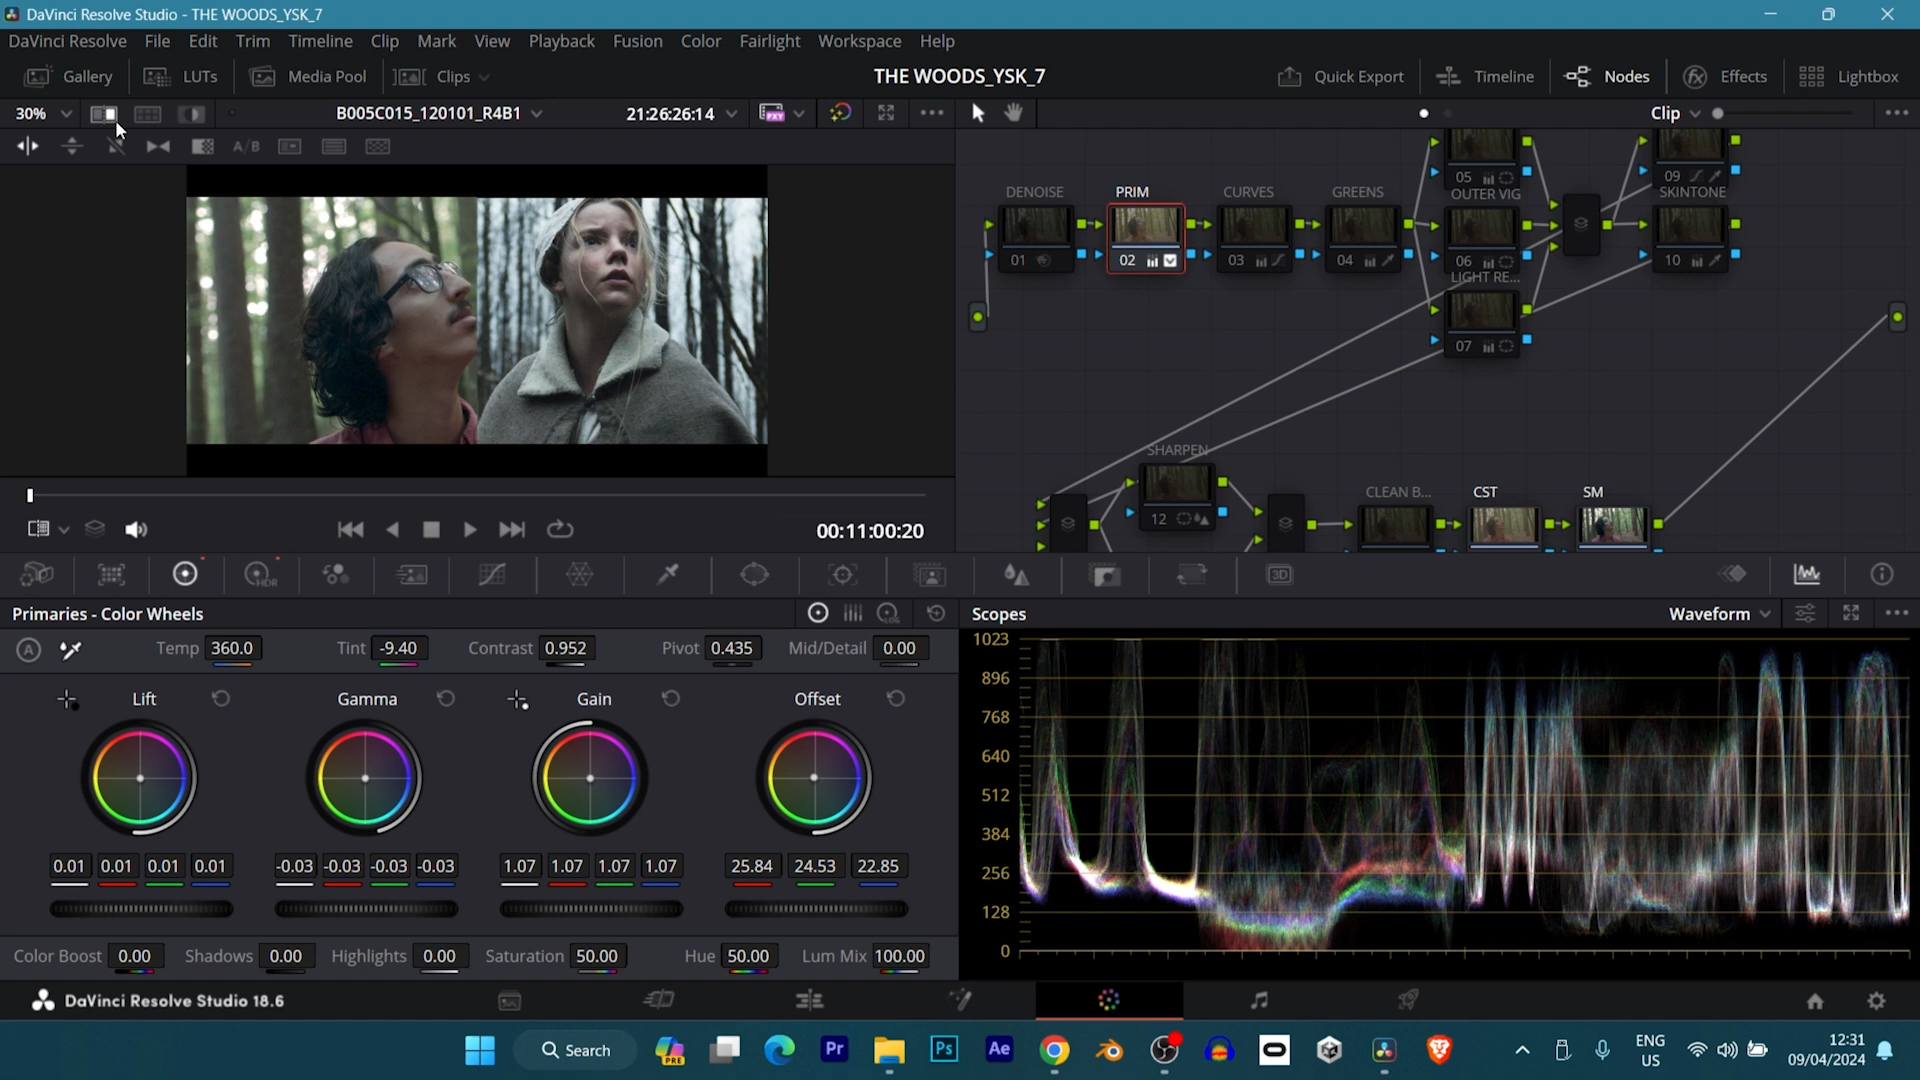 DaVinci Resolve Studio - THE WOODS_YSK_7
DaVinci Resolve File Edit Trim Timeline Clip Mark View Playback Fusion Color Fairlight Workspace Help
Gallery LUTs Media Pool Clips THE WOODS_YSK_7 Quick Export Timeline Nodes Effects Lightbox
30% B005C015_120101_R4B1 21:26:26:14 PXY Clip
A/B
05 09
DENOISE PRIM CURVES GREENS OUTER VIG SKINTONE
01 02 03 04 06 10
LIGHT RE...
07
SHARPEN
12
CLEAN B... CST SM
00:11:00:20
HDR 3D
Primaries - Color Wheels LOG Scopes Waveform
A Temp 360.0 Tint -9.40 Contrast 0.952 Pivot 0.435 Mid/Detail 0.00
Lift Gamma Gain Offset
0.01 0.01 0.01 0.01 -0.03 -0.03 -0.03 -0.03 1.07 1.07 1.07 1.07 25.84 24.53 22.85
Color Boost 0.00 Shadows 0.00 Highlights 0.00 Saturation 50.00 Hue 50.00 Lum Mix 100.00
1023
896
768
640
512
384
256
128
0
DaVinci Resolve Studio 18.6
Search PRE Pr Ps Ae ENG US 12:31 09/04/2024